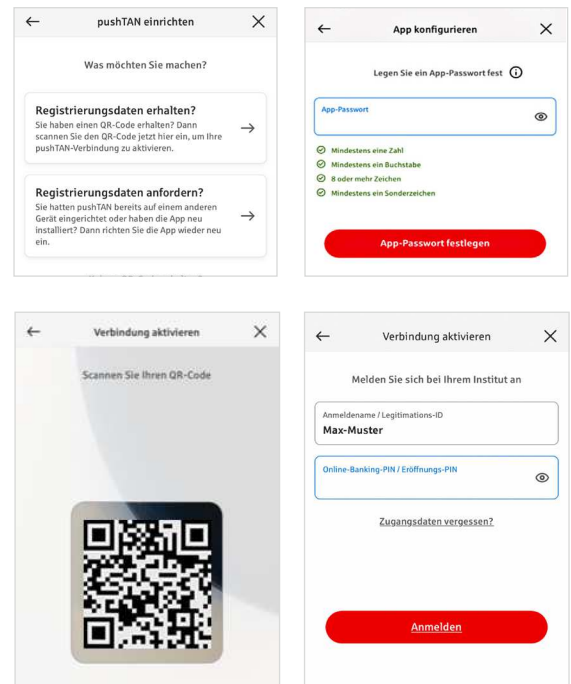 pushTAN einrichten
Was möchten Sie machen?
Registrierungsdaten erhalten?
Sie haben einen QR-Code erhalten? Dann
scannen Sie den QR-Code jetzt hier ein, um Ihre
pushTAN-Verbindung zu aktivieren.
Registrierungsdaten anfordern?
Sie hatten pushTAN bereits auf einem anderen
Gerät eingerichtet oder haben die App neu
installiert? Dann richten Sie die App wieder neu
ein.
App konfigurieren
Legen Sie ein App-Passwort fest
App-Passwort
Mindestens eine Zahl
Mindestens ein Buchstabe
8 oder mehr Zeichen
Mindestens ein Sonderzeichen
App-Passwort festlegen
Verbindung aktivieren
Scannen Sie Ihren QR-Code
Verbindung aktivieren
Melden Sie sich bei Ihrem Institut an
Anmeldename / Legitimations-ID
Max-Muster
Online-Banking-PIN / Eröffnungs-PIN
Zugangsdaten vergessen?
Anmelden